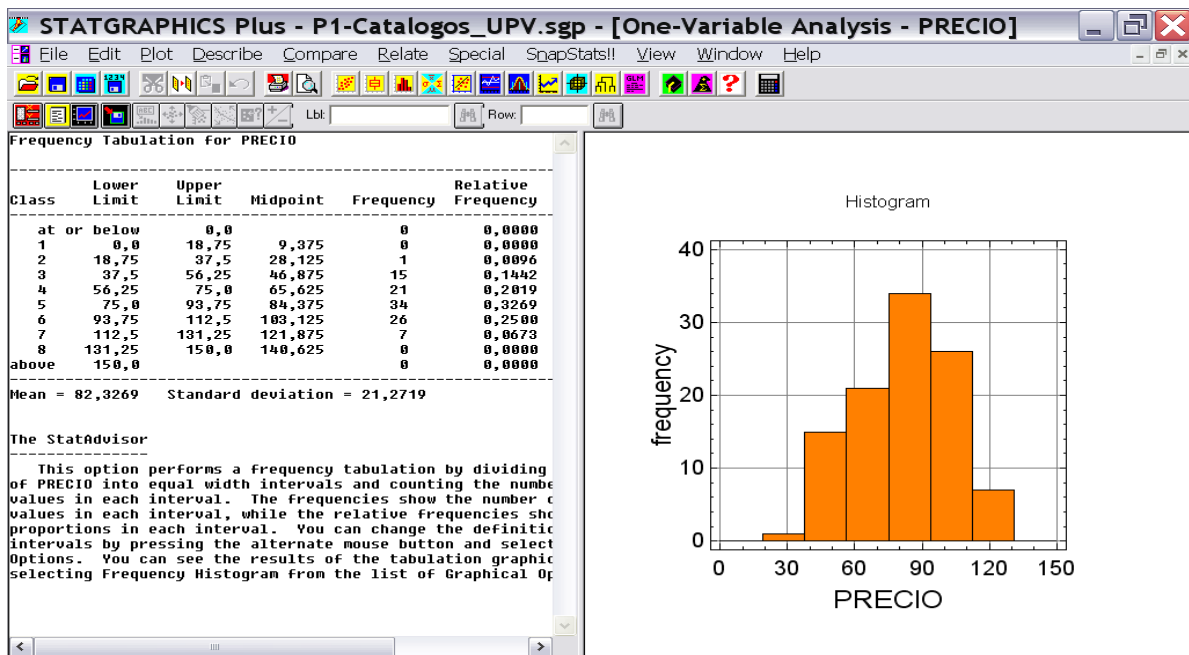 STATGRAPHICS Plus - P1-Catalogos_UPV.sgp - [One-Variable Analysis - PRECIO]
File Edit Plot Describe Compare Relate Special SnapStats!! View Window Help
Lbl: Row:
Frequency Tabulation for PRECIO
Lower Upper Relative
Class Limit Limit Midpoint Frequency Frequency
at or below 0,0 0 0,0000
1 0,0 18,75 9,375 0 0,0000
2 18,75 37,5 28,125 1 0,0096
3 37,5 56,25 46,875 15 0,1442
4 56,25 75,0 65,625 21 0,2019
5 75,0 93,75 84,375 34 0,3269
6 93,75 112,5 103,125 26 0,2500
7 112,5 131,25 121,875 7 0,0673
8 131,25 150,0 140,625 0 0,0000
above 150,0 0 0,0000
Mean = 82,3269 Standard deviation = 21,2719
The StatAdvisor
This option performs a frequency tabulation by dividing
of PRECIO into equal width intervals and counting the numbe
values in each interval. The frequencies show the number o
values in each interval, while the relative frequencies sho
proportions in each interval. You can change the definitio
intervals by pressing the alternate mouse button and select
Options. You can see the results of the tabulation graphic
selecting Frequency Histogram from the list of Graphical Op
Histogram
frequency
40
30
20
10
0
0 30 60 90 120 150
PRECIO